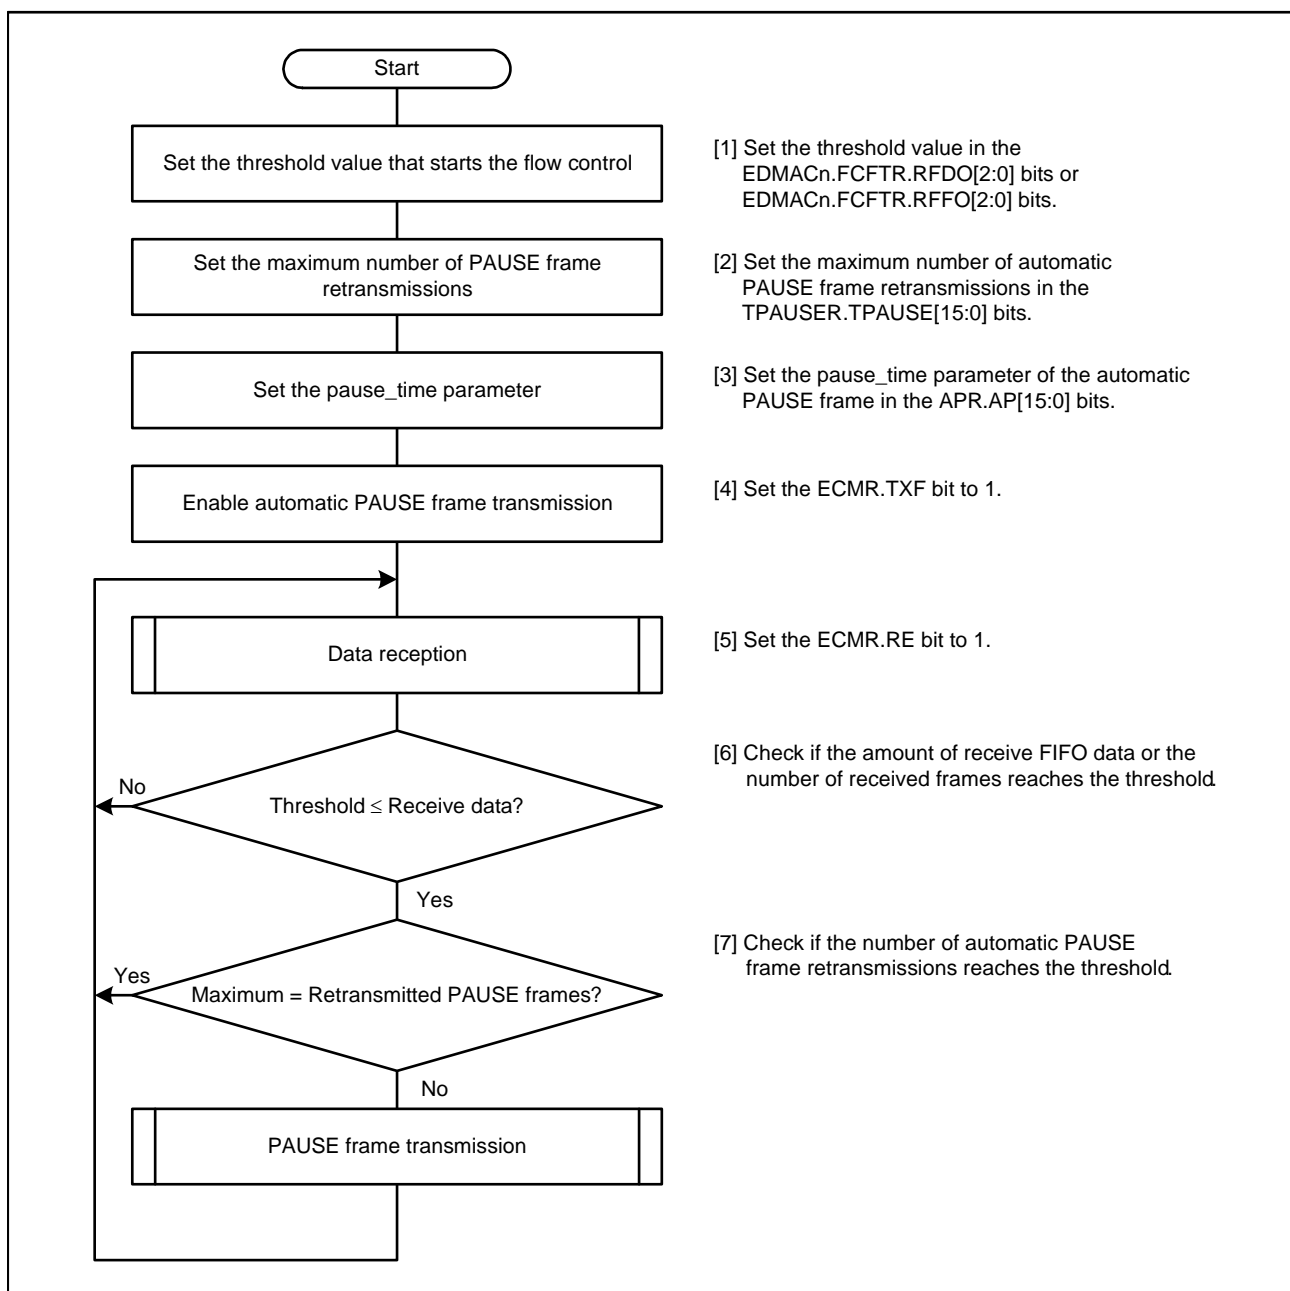 Start
Set the threshold value that starts the flow control
[1] Set the threshold value in the
EDMACn.FCFTR.RFDO[2:0] bits or
EDMACn.FCFTR.RFFO[2:0] bits.
Set the maximum number of PAUSE frame
retransmissions
[2] Set the maximum number of automatic
PAUSE frame retransmissions in the
TPAUSER.TPAUSE[15:0] bits.
Set the pause_time parameter
[3] Set the pause_time parameter of the automatic
PAUSE frame in the APR.AP[15:0] bits.
Enable automatic PAUSE frame transmission
[4] Set the ECMR.TXF bit to 1.
Data reception
[5] Set the ECMR.RE bit to 1.
No
Threshold ≤ Receive data?
[6] Check if the amount of receive FIFO data or the
number of received frames reaches the threshold.
Yes
Yes
Maximum = Retransmitted PAUSE frames?
[7] Check if the number of automatic PAUSE
frame retransmissions reaches the threshold.
No
PAUSE frame transmission